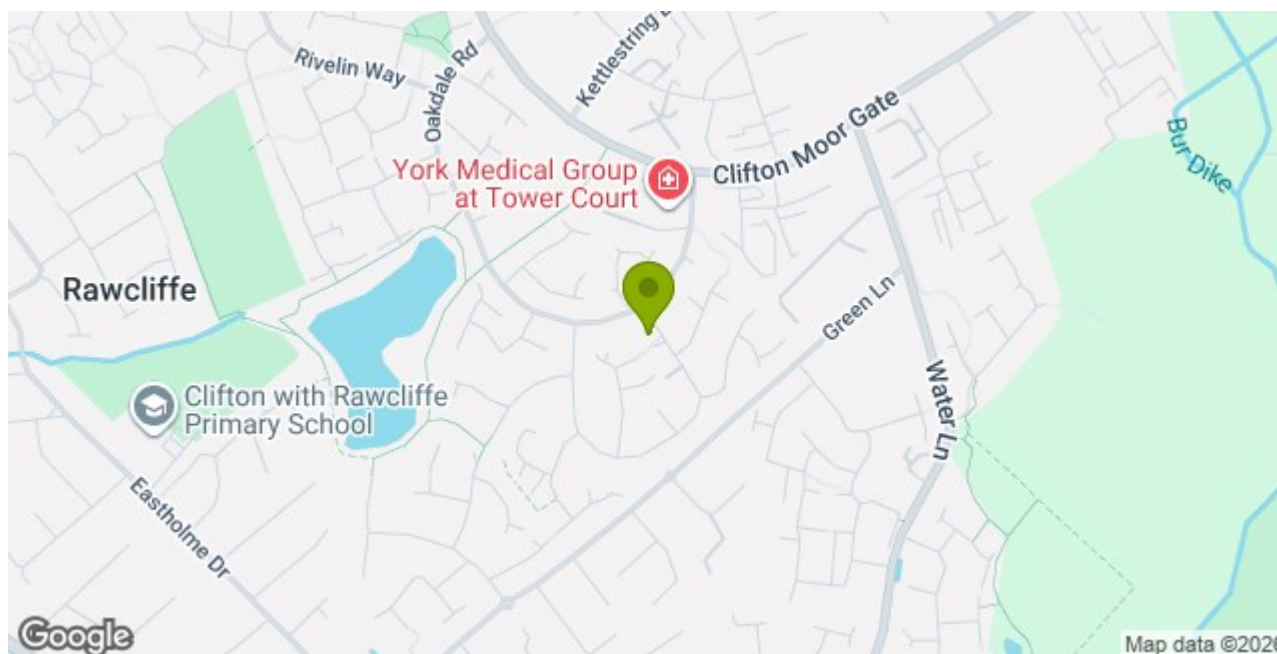 Rivelin Way
Oakdale Rd
Kettlestring
Clifton Moor Gate
Bur Dike
York Medical Group
at Tower Court
Rawcliffe
Green Ln
Water Ln
Clifton with Rawcliffe
Primary School
Eastholme Dr
Google
Map data ©2026